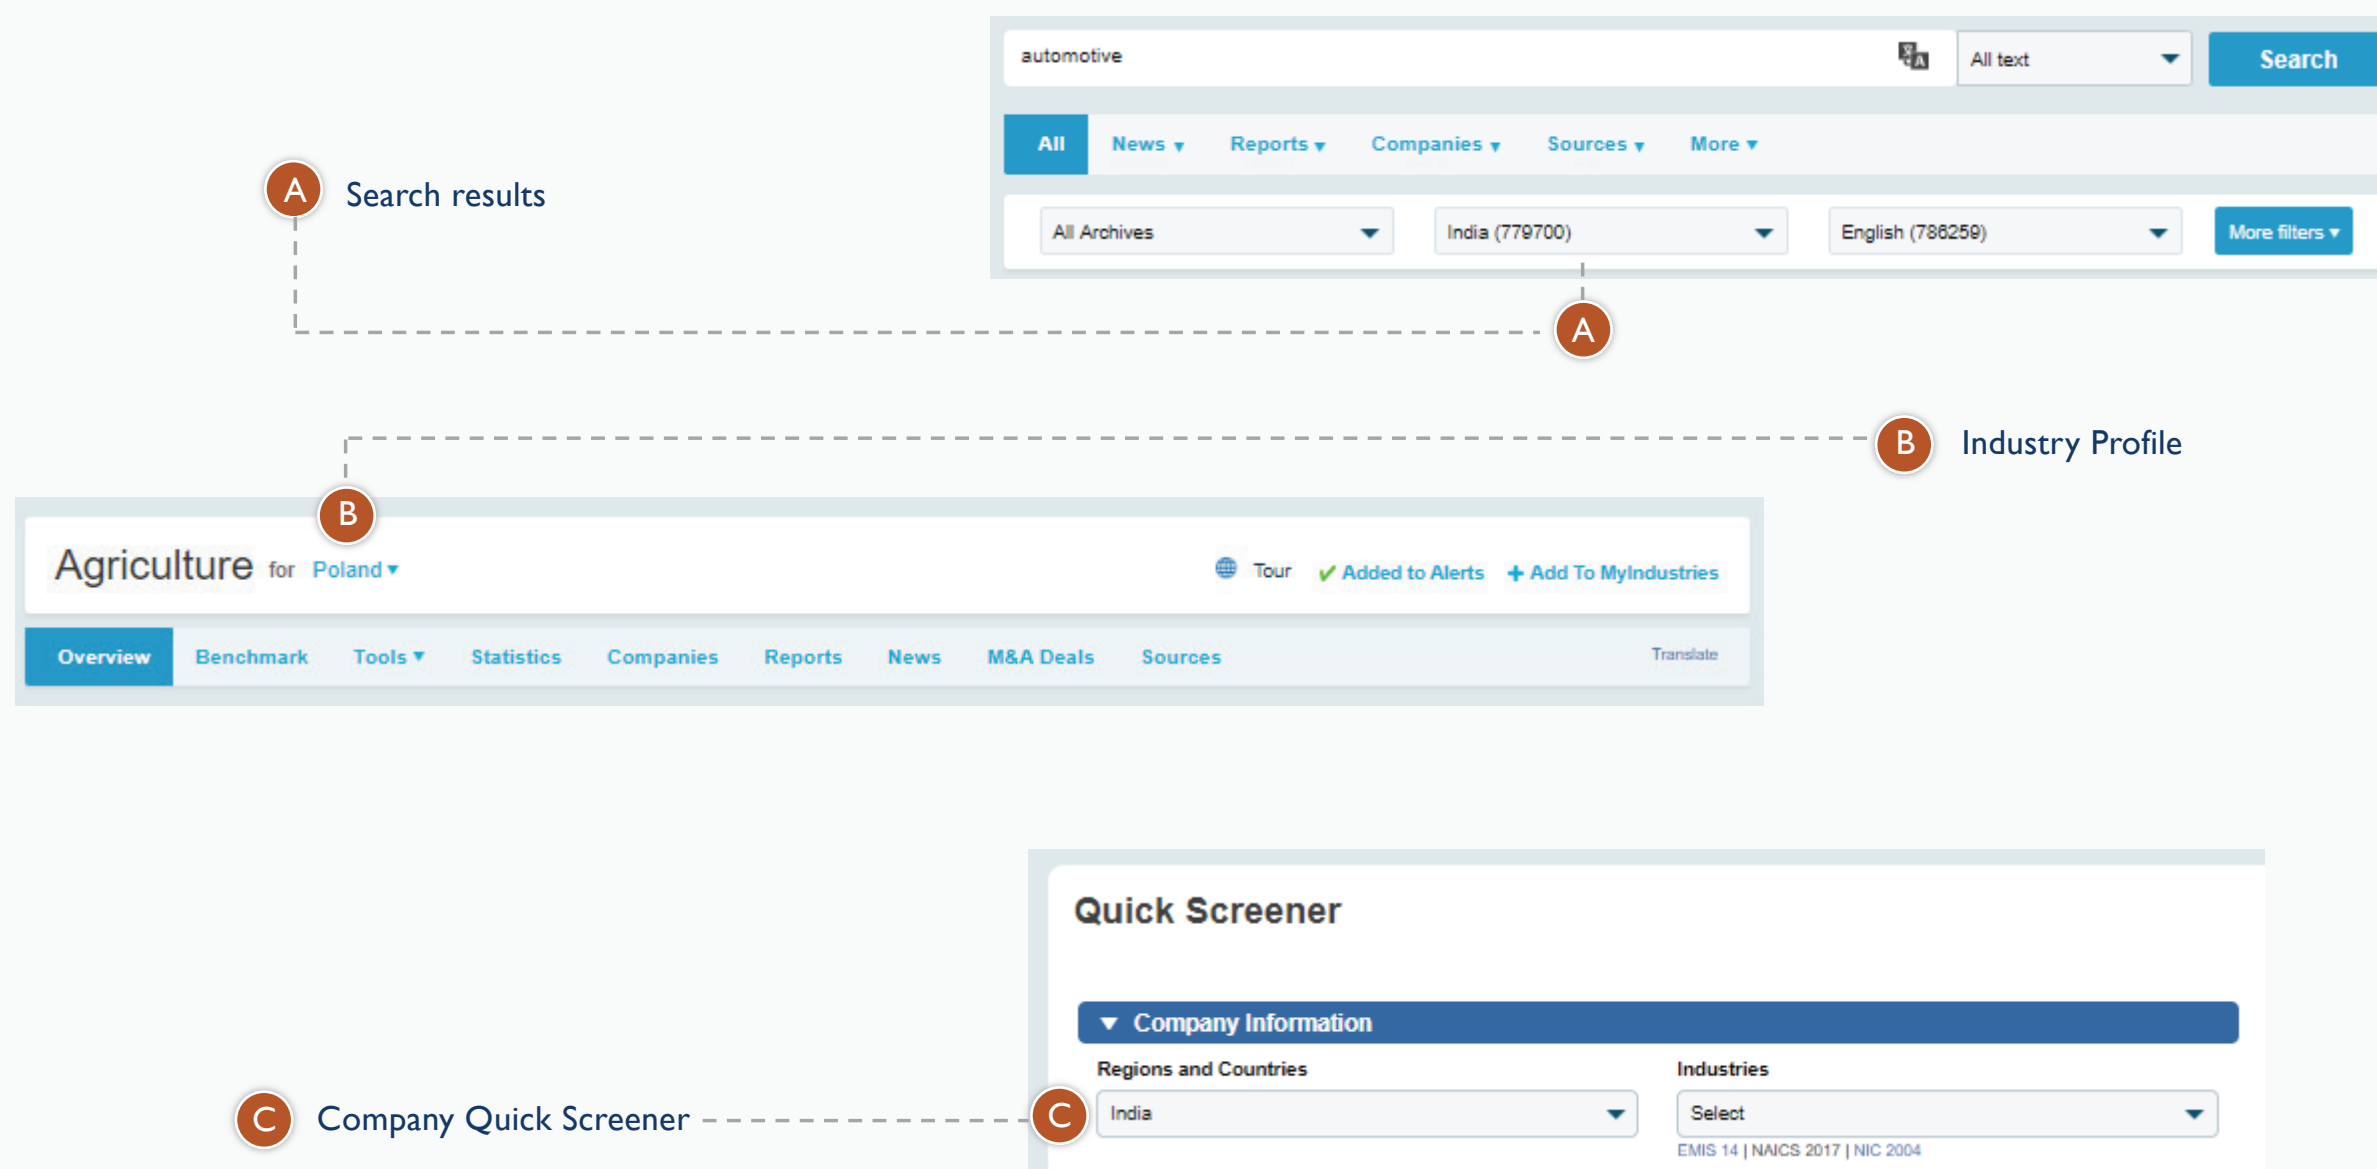 automotive
All text
Search
All News Reports Companies Sources More
A Search results
All Archives India (779700) English (786259) More filters
A
B Industry Profile
B
Agriculture for Poland Tour Added to Alerts Add To MyIndustries
Overview Benchmark Tools Statistics Companies Reports News M&A Deals Sources Translate
Quick Screener
Company Information
Regions and Countries Industries
C Company Quick Screener C India Select
EMIS 14 | NAICS 2017 | NIC 2004